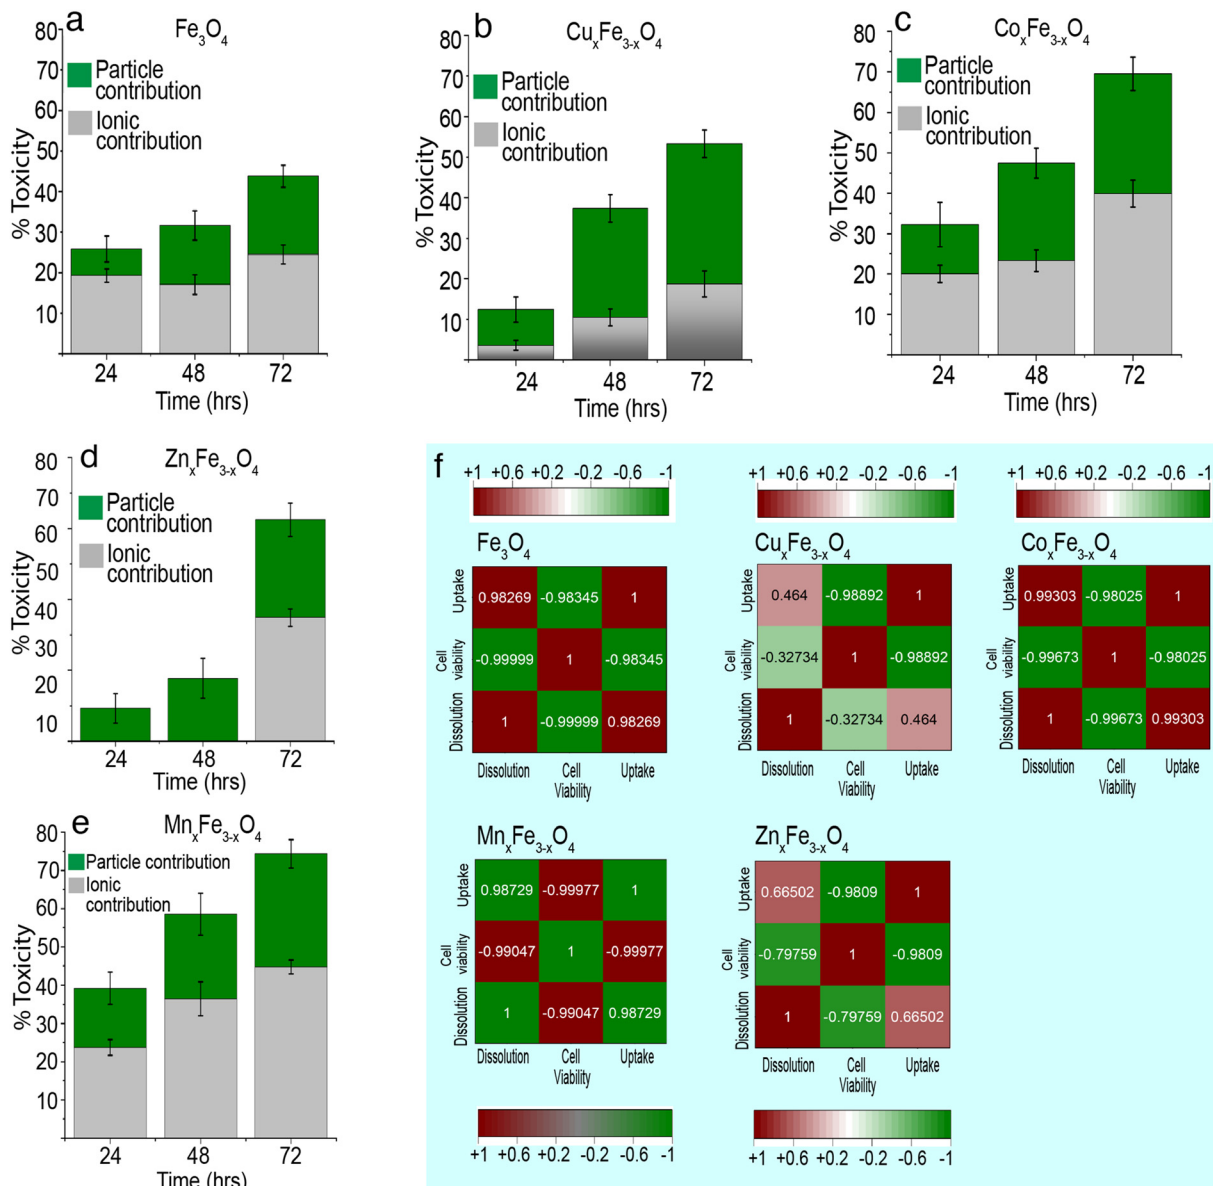 a
Fe3O4
80
70
60
50
40
30
20
10
% Toxicity
Particle
contribution
Ionic
contribution
24 48 72
Time (hrs)
b
CuxFe3-xO4
80
70
60
50
40
30
20
10
% Toxicity
Particle
contribution
Ionic
contribution
24 48 72
Time (hrs)
c
CoxFe3-xO4
80
70
60
50
40
30
20
10
% Toxicity
Particle
contribution
Ionic
contribution
24 48 72
Time (hrs)
d
ZnxFe3-xO4
80
70
60
50
40
30
20
10
% Toxicity
Particle
contribution
Ionic
contribution
24 48 72
Time (hrs)
e
MnxFe3-xO4
80
70
60
50
40
30
20
10
% Toxicity
Particle contribution
Ionic
contribution
24 48 72
Time (hrs)
f
+1 +0.6 +0.2 -0.2 -0.6 -1
Fe3O4
Uptake
0.98269 -0.98345 1
Cell
viability
-0.99999 1 -0.98345
Dissolution
1 -0.99999 0.98269
Dissolution Cell Uptake
Viability
+1 +0.6 +0.2 -0.2 -0.6 -1
CuxFe3-xO4
Uptake
0.464 -0.98892 1
Cell
viability
-0.32734 1 -0.98892
Dissolution
1 -0.32734 0.464
Dissolution Cell Uptake
Viability
+1 +0.6 +0.2 -0.2 -0.6 -1
CoxFe3-xO4
Uptake
0.99303 -0.98025 1
Cell
viability
-0.99673 1 -0.98025
Dissolution
1 -0.99673 0.99303
Dissolution Cell Uptake
Viability
MnxFe3-xO4
Uptake
0.98729 -0.99977 1
Cell
viability
-0.99047 1 -0.99977
Dissolution
1 -0.99047 0.98729
Dissolution Cell Uptake
Viability
+1 +0.6 +0.2 -0.2 -0.6 -1
ZnxFe3-xO4
Uptake
0.66502 -0.9809 1
Cell
viability
-0.79759 1 -0.9809
Dissolution
1 -0.79759 0.66502
Dissolution Cell Uptake
Viability
+1 +0.6 +0.2 -0.2 -0.6 -1